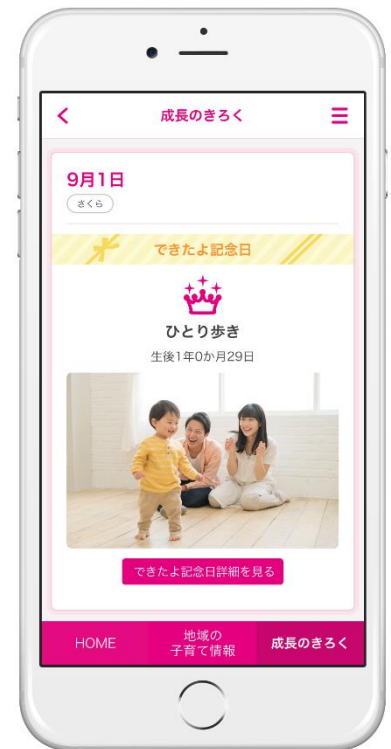 成長のきろく
9月1日
さくら
できたよ記念日
ひとり歩き
生後1年0か月29日
できたよ記念日詳細を見る
HOME
地域の
子育て情報
成長のきろく